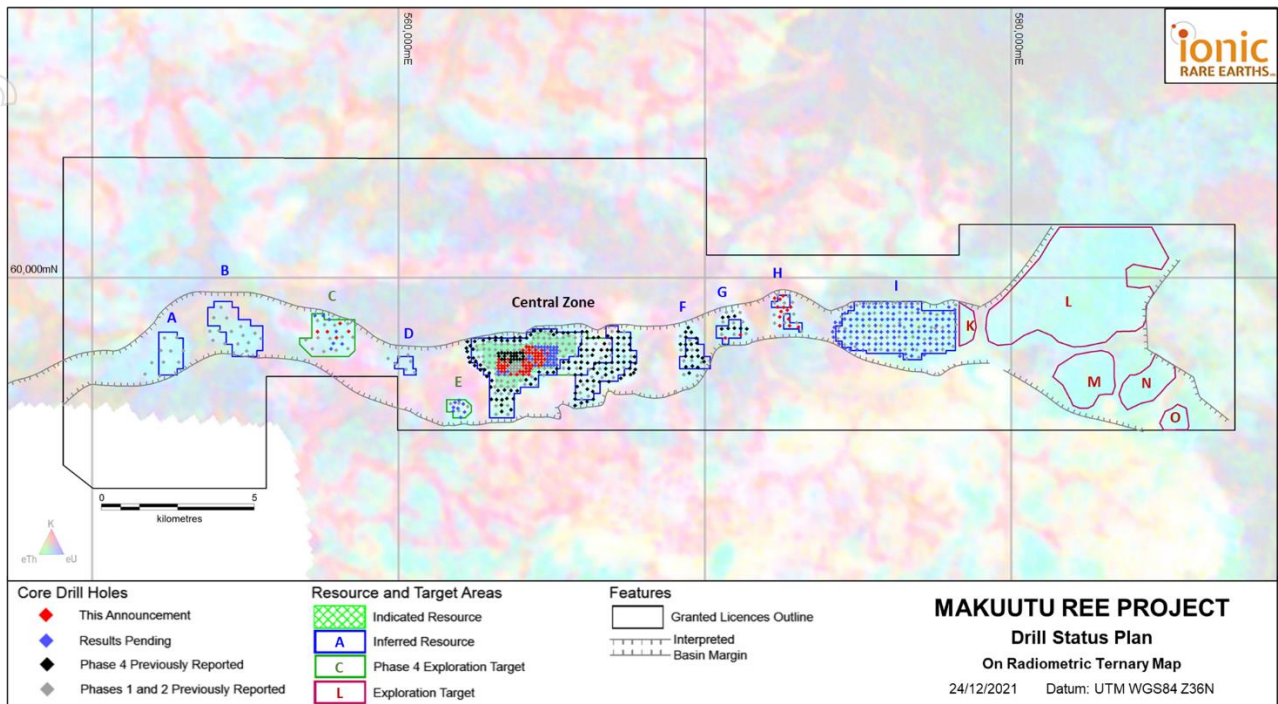 560,000mE
580,000mE
ionic
RARE EARTHS
60,000mN
A
B
C
D
E
Central Zone
F
G
H
I
K
L
M
N
O
0 5
kilometres
K
eTh eU
Core Drill Holes
This Announcement
Results Pending
Phase 4 Previously Reported
Phases 1 and 2 Previously Reported
Resource and Target Areas
Indicated Resource
A Inferred Resource
C Phase 4 Exploration Target
L Exploration Target
Features
Granted Licences Outline
Interpreted
Basin Margin
MAKUUTU REE PROJECT
Drill Status Plan
On Radiometric Ternary Map
24/12/2021 Datum: UTM WGS84 Z36N